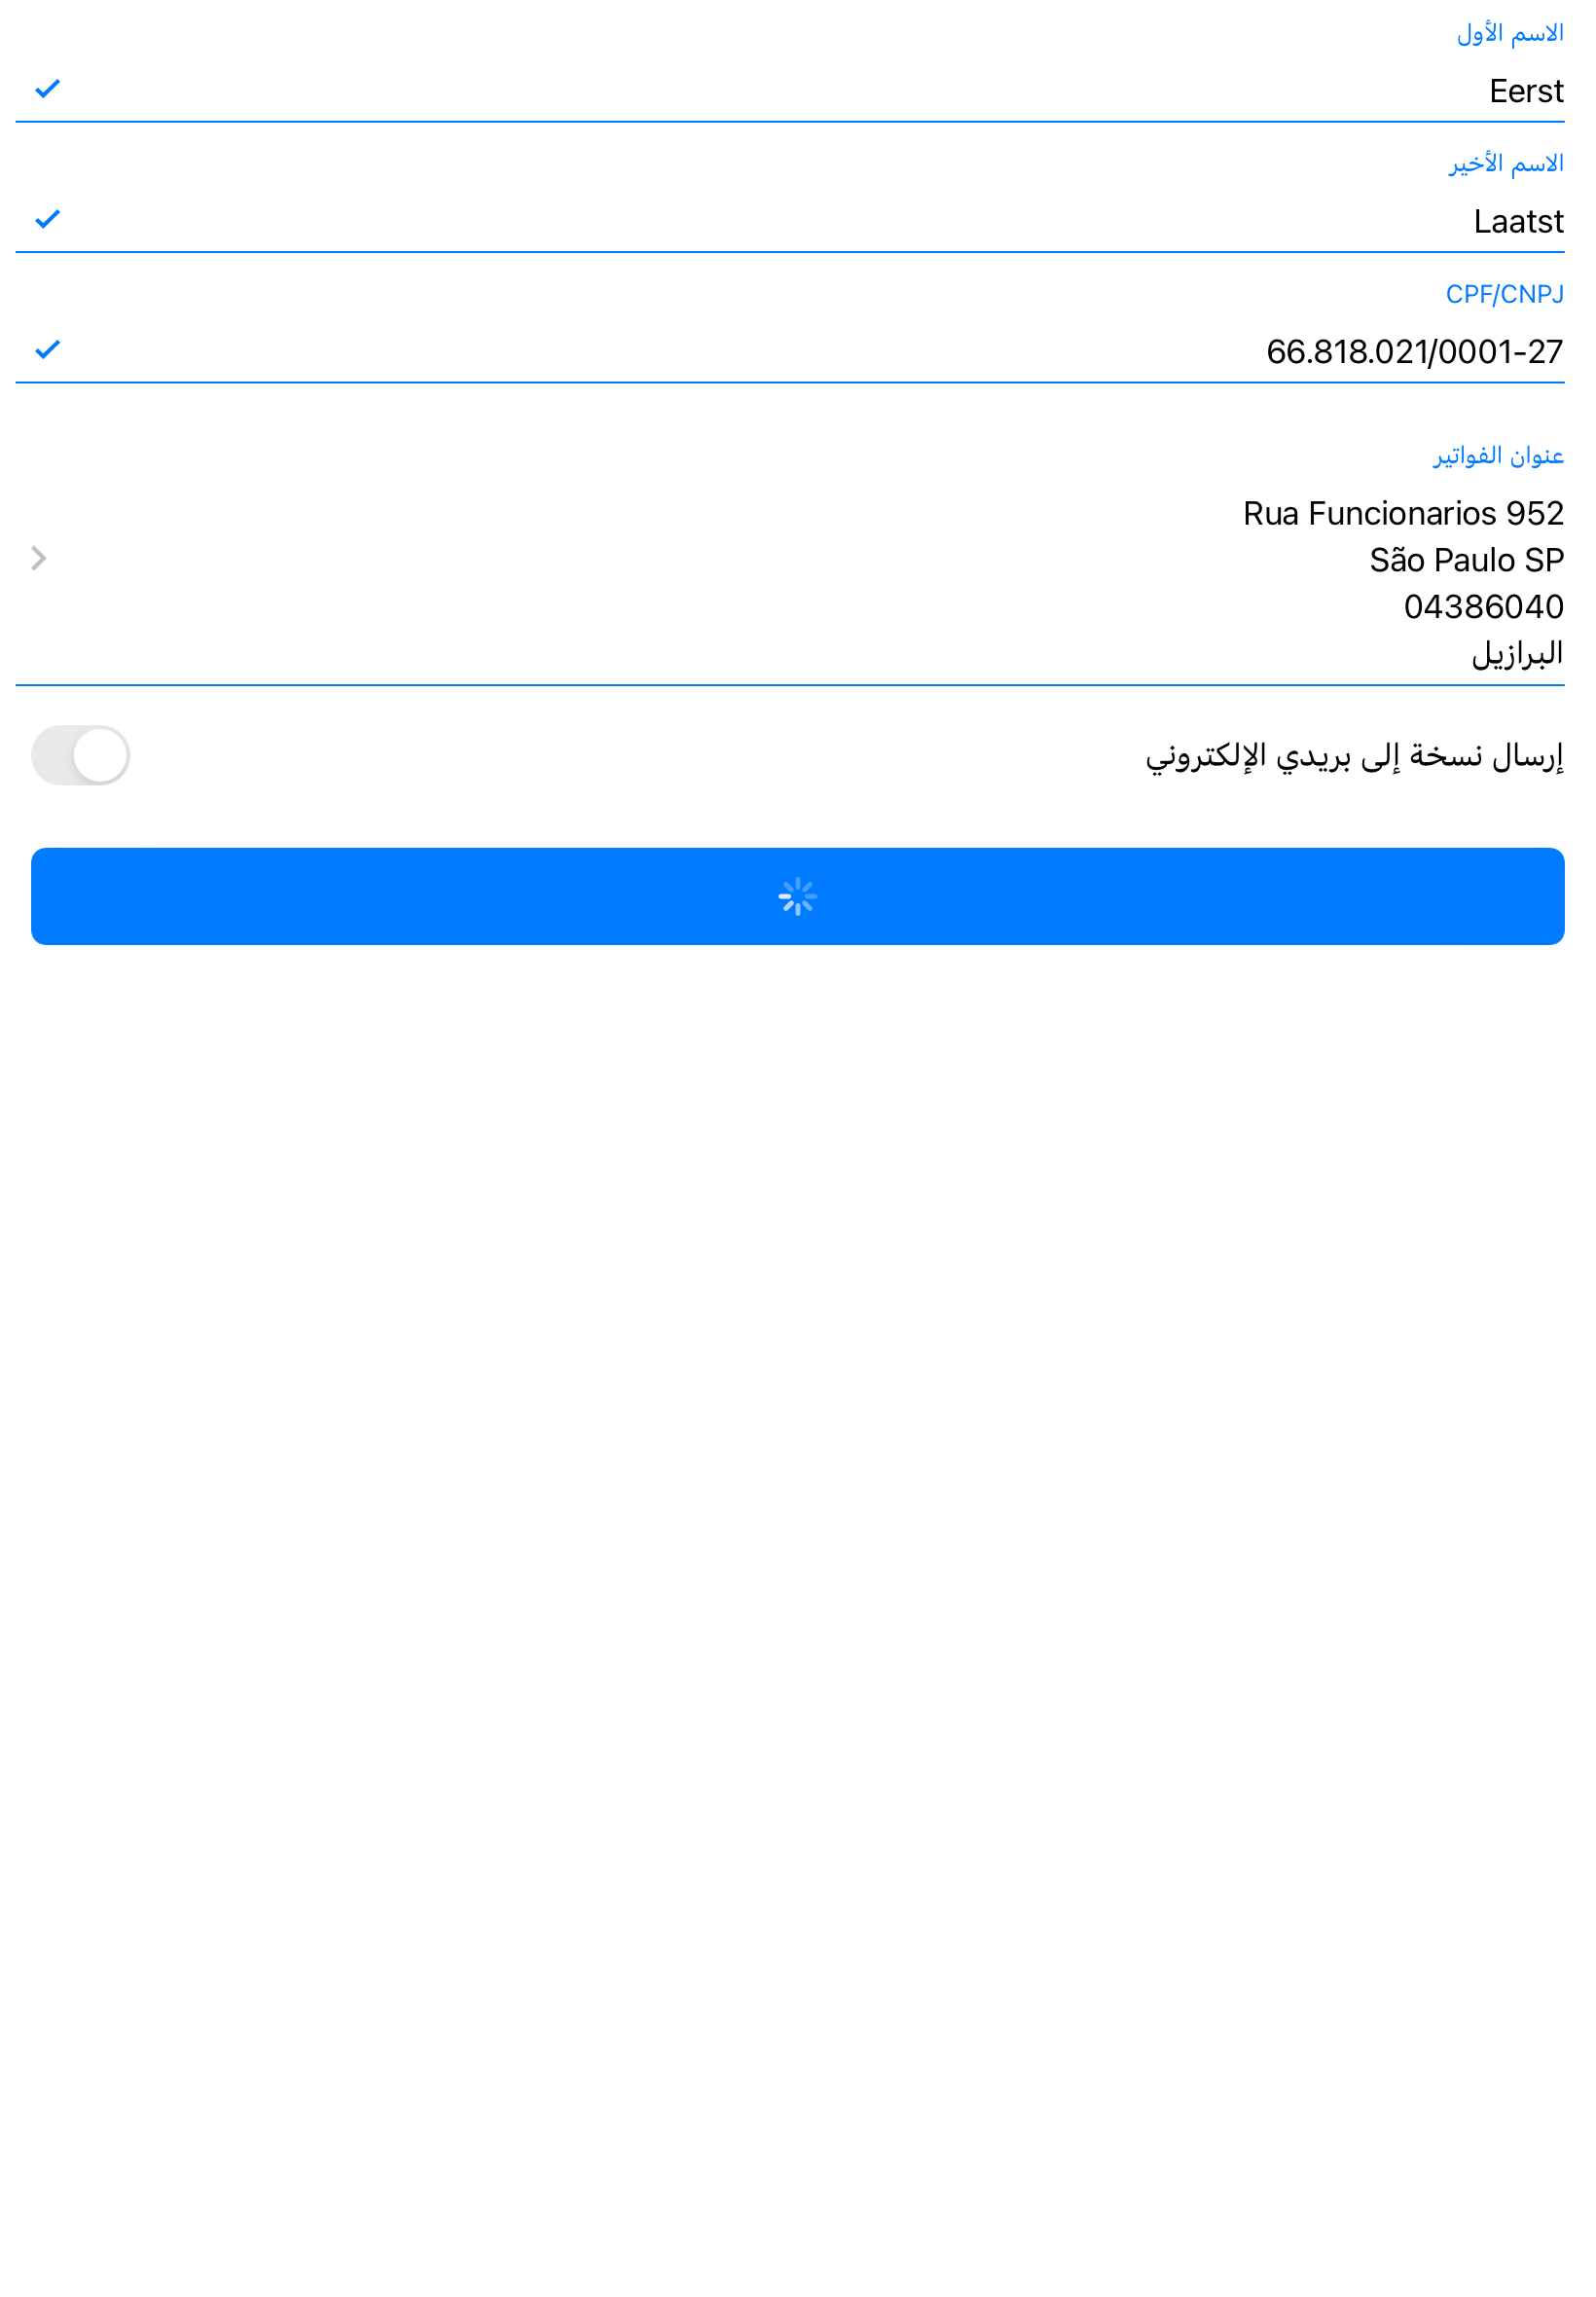 الاسم الأول
Eerst
الاسم الأخير
Laatst
CPF/CNPJ
66.818.021/0001-27
عنوان الفواتير
Rua Funcionarios 952
São Paulo SP
04386040
البرازيل
إرسال نسخة إلى بريدي الإلكتروني